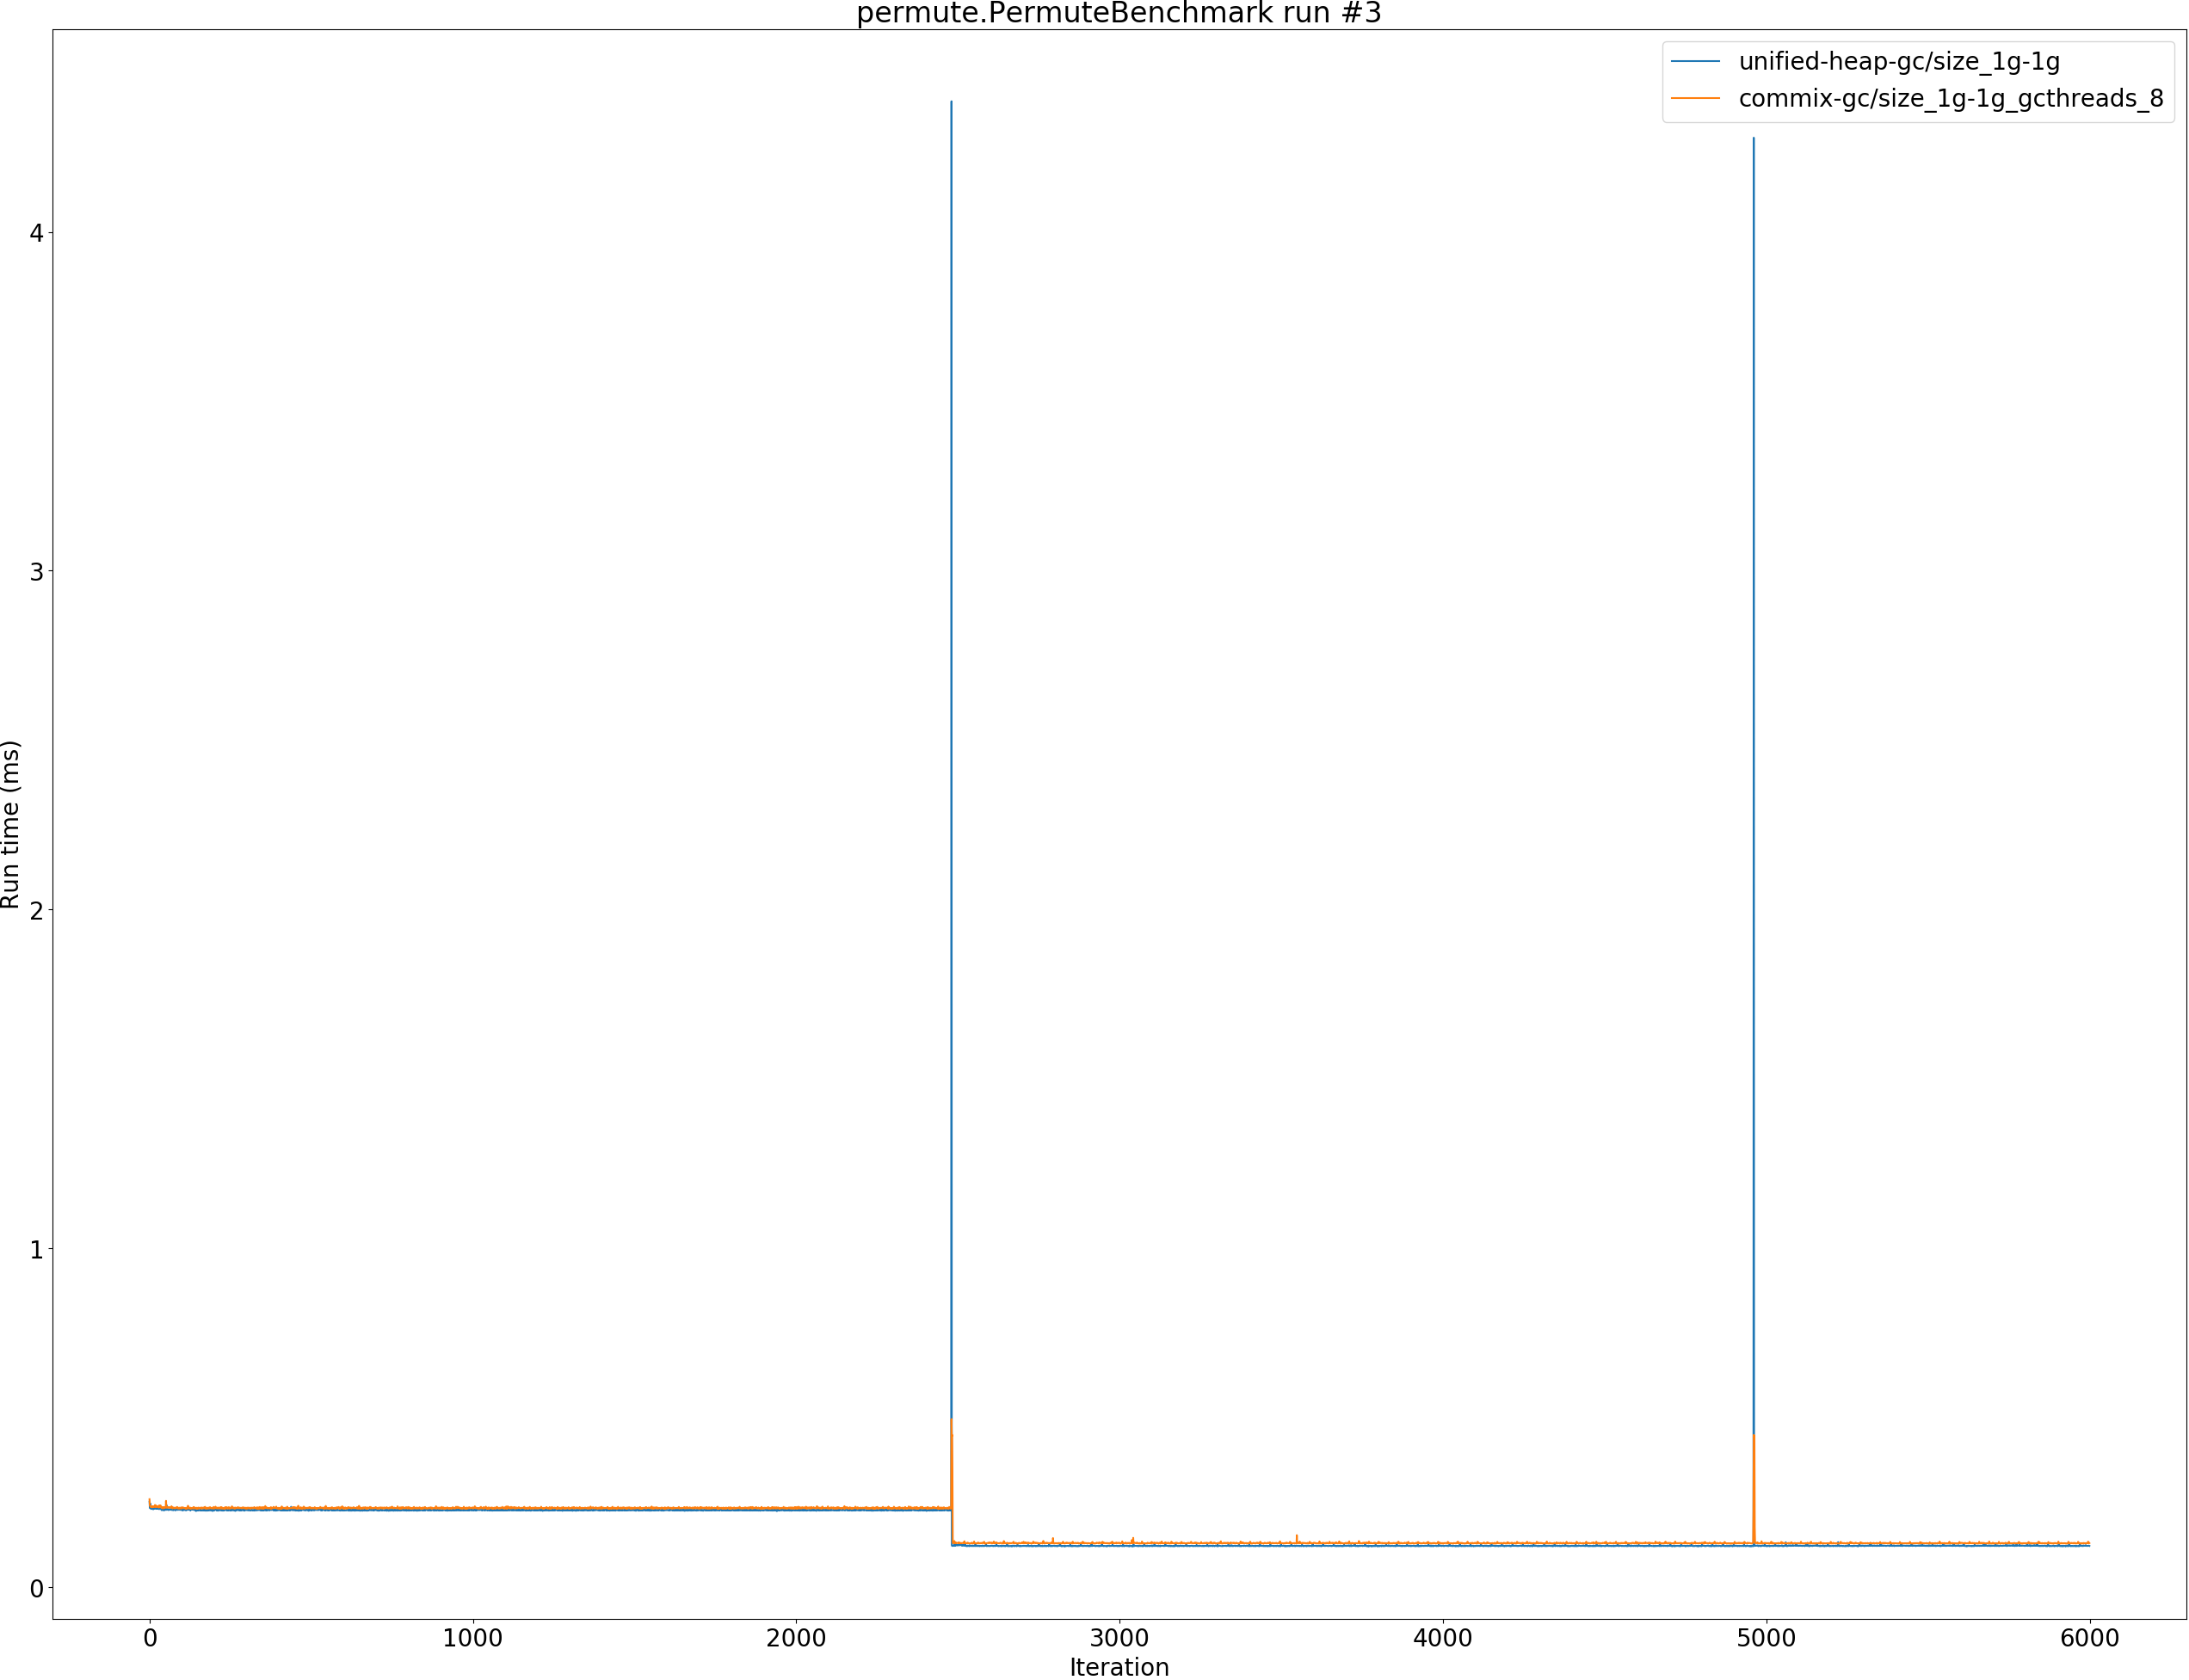 permute.PermuteBenchmark run #3
unified-heap-gc/size_1g-1g
commix-gc/size_1g-1g_gcthreads_8
Run time (ms)
4
3
2
1
0
0 1000 2000 3000 4000 5000 6000
Iteration